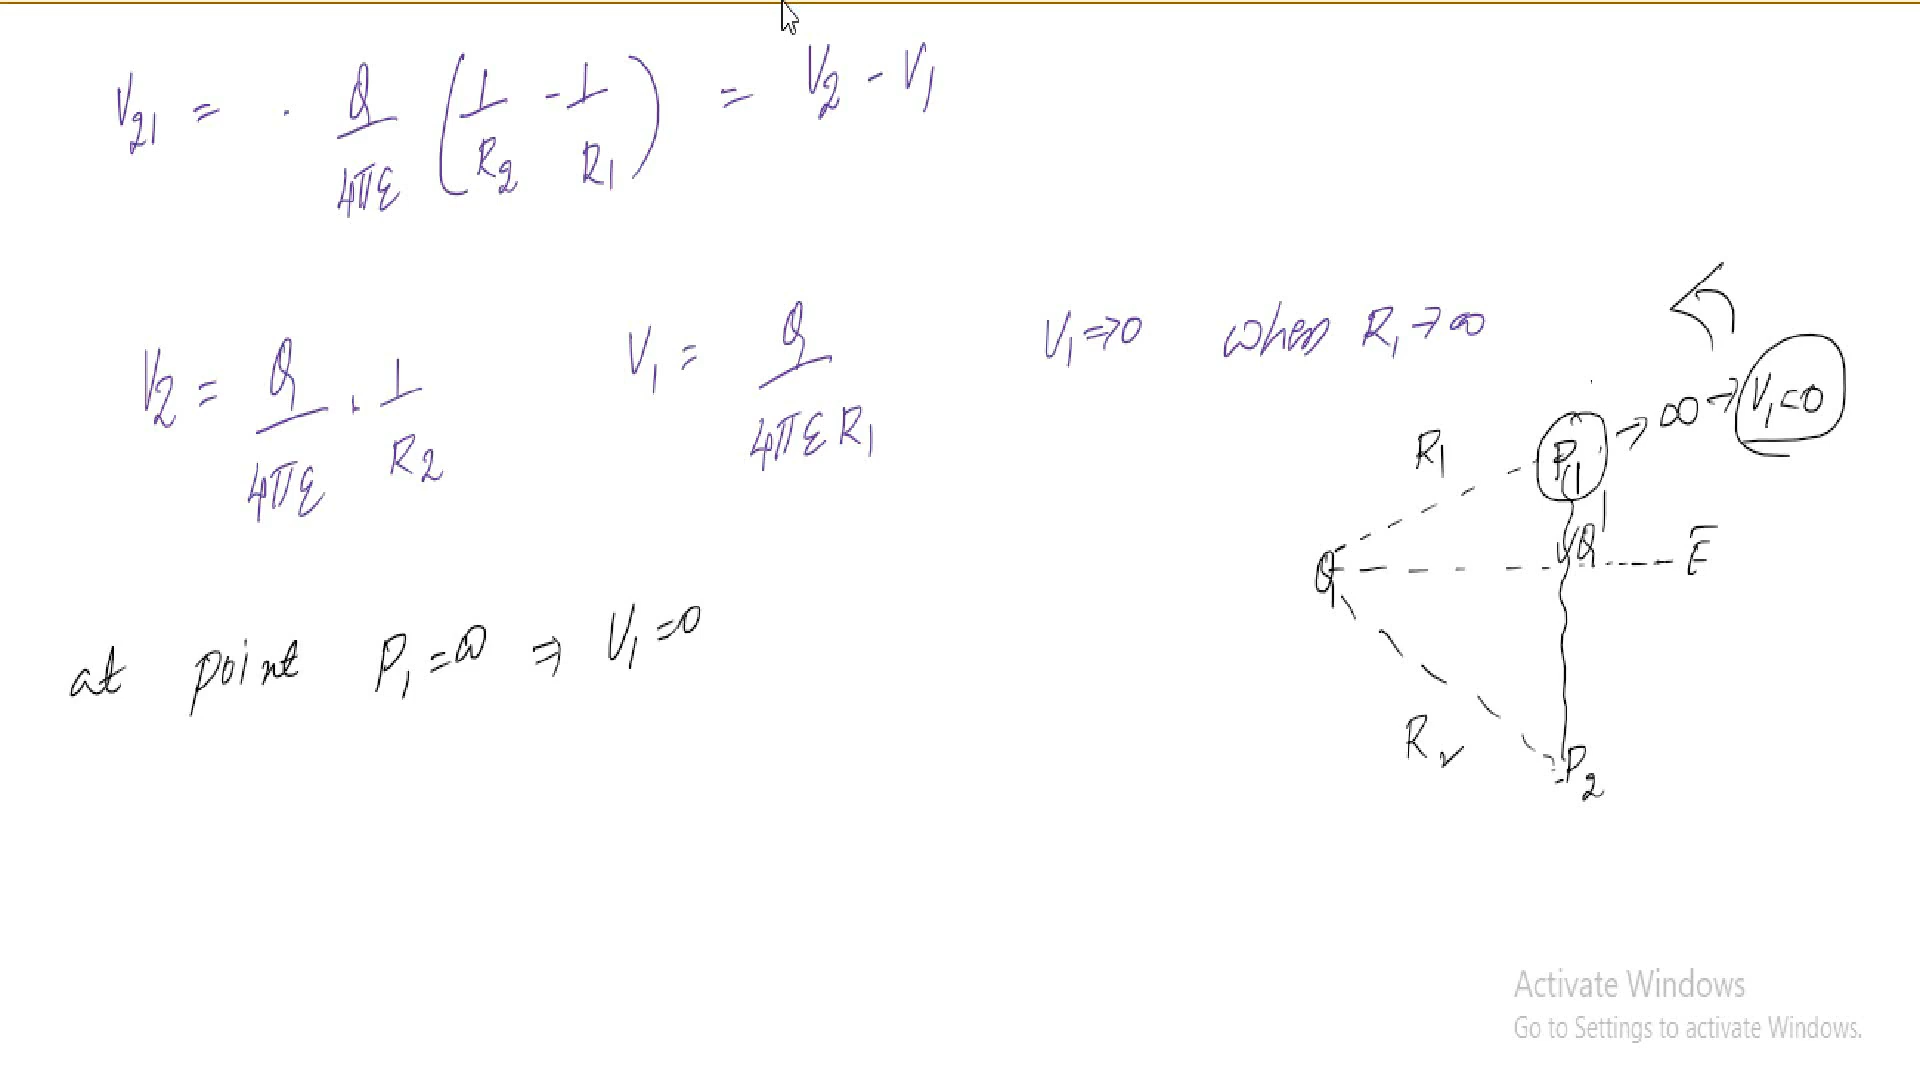 V21 = . Q/4πε (1/R2 - 1/R1) = V2 - V1
V2 = Q/4πε . 1/R2 V1 = Q/4πεR1 V1 ⇒ 0 when R1 → ∞
P1 → ∞ → V1=0
R1
Q Q' E̅
at point P1 = ∞ ⇒ V1 = 0
R2
P2
Activate Windows
Go to Settings to activate Windows.